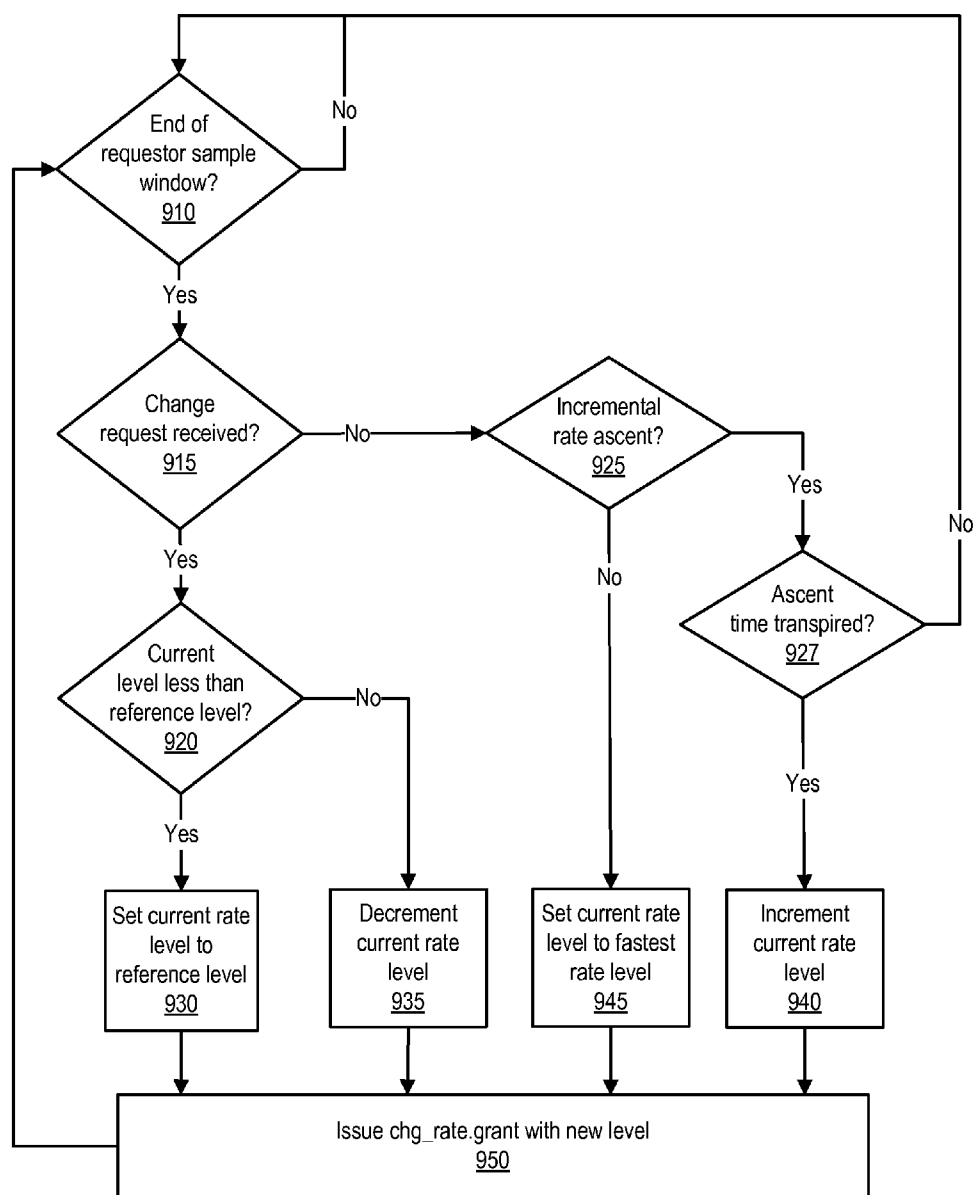 No
End of
requestor sample
window?
910
Yes
Change
request received?
915
No
Incremental
rate ascent?
925
Yes
No
Yes
No
Ascent
time transpired?
927
Current
level less than
reference level?
920
No
Yes
Yes
Set current rate
level to
reference level
930
Decrement
current rate
level
935
Set current rate
level to fastest
rate level
945
Increment
current rate
level
940
Issue chg_rate.grant with new level
950